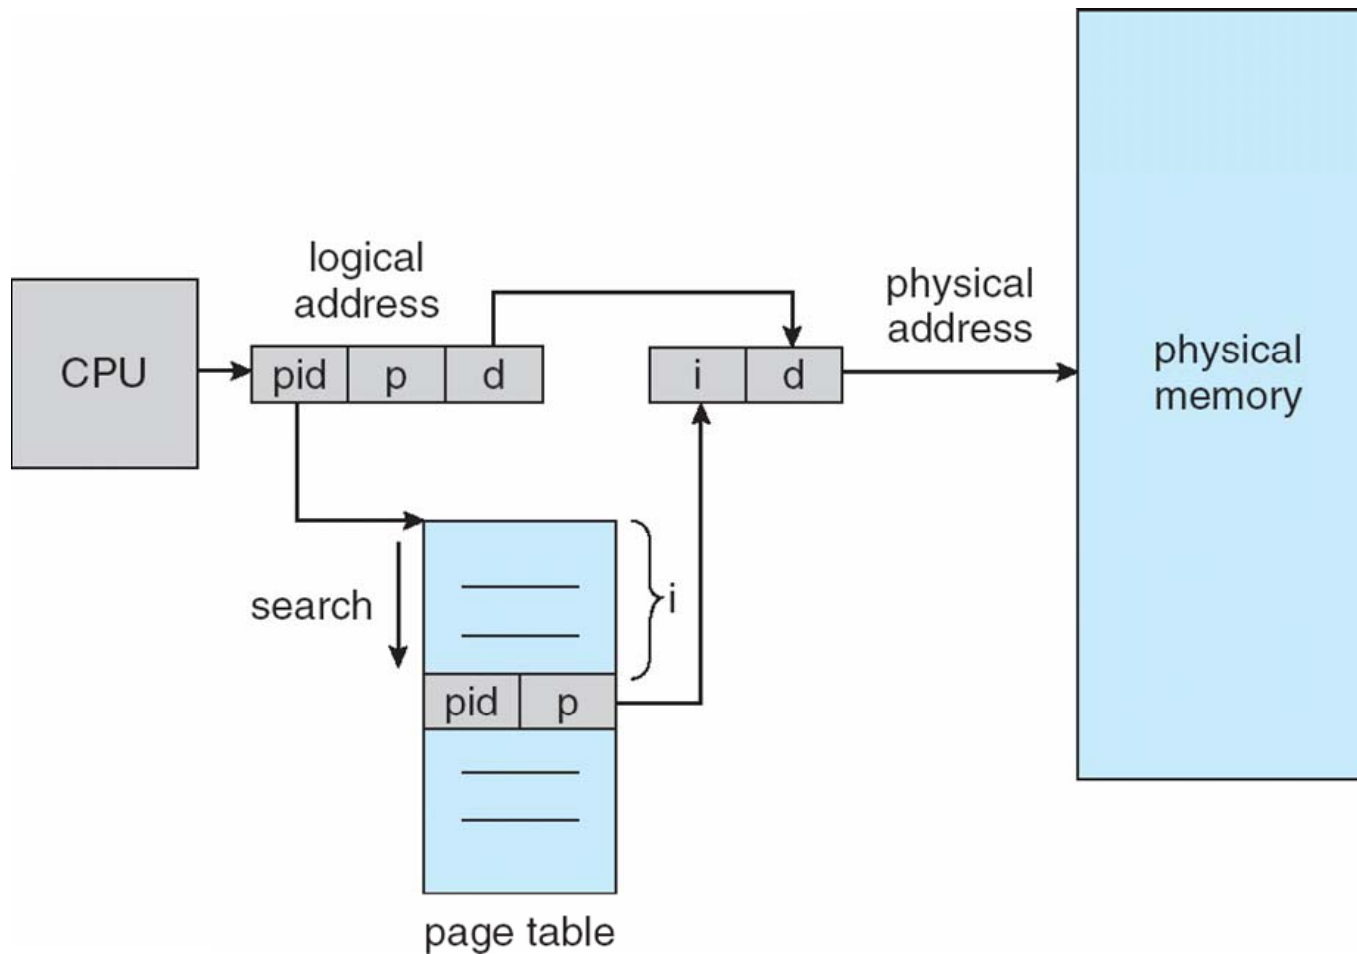 logical
address
physical
address
CPU
pid p d
i d
physical
memory
search
i
pid p
page table